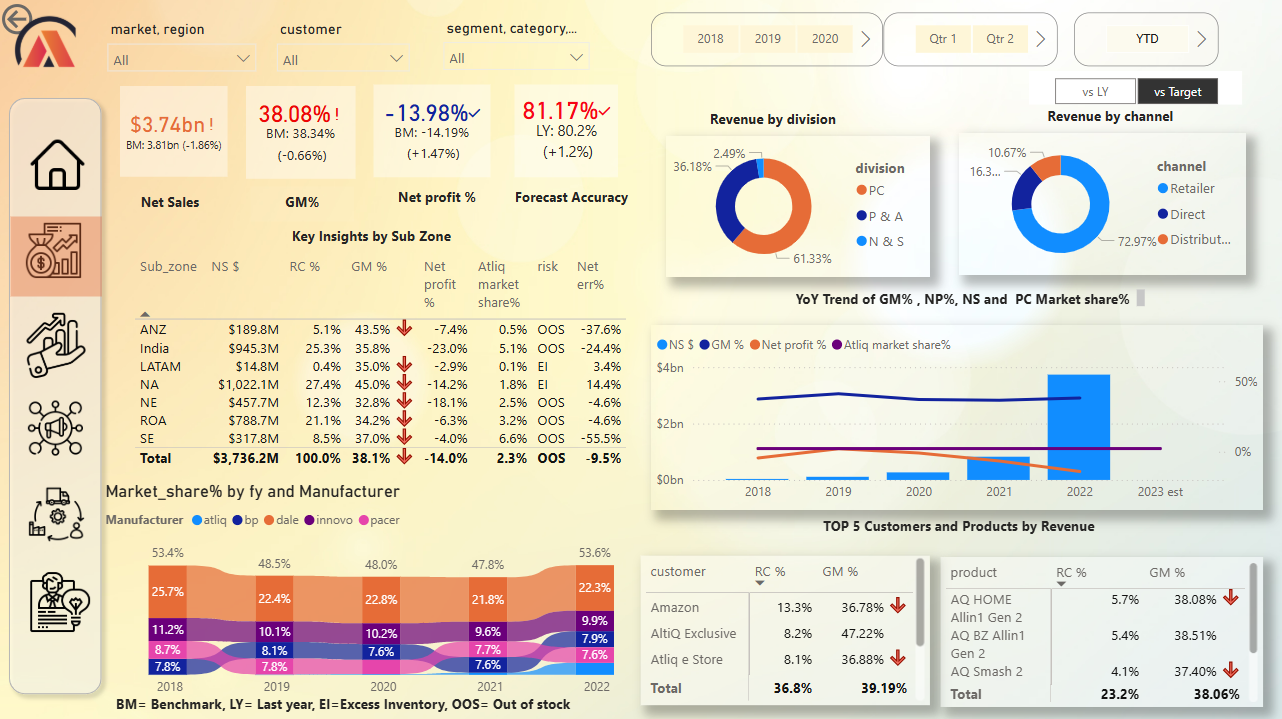 market, region
customer
segment, category,...
All
All
All
2018 2019 2020
Qtr 1 Qtr 2
YTD
vs LY vs Target
$3.74bn !
BM: 3.81bn (-1.86%)
38.08% !
BM: 38.34%
(-0.66%)
-13.98%✓
BM: -14.19%
(+1.47%)
81.17%✓
LY: 80.2%
(+1.2%)
Net Sales
GM%
Net profit %
Forecast Accuracy
Revenue by division
2.49%
36.18%
61.33%
division
PC
P & A
N & S
Revenue by channel
10.67%
16.3...
72.97%
channel
Retailer
Direct
Distribut...
Key Insights by Sub Zone
Sub_zone NS $ RC % GM % Net profit % Atliq market share% risk Net err%
ANZ $189.8M 5.1% 43.5% -7.4% 0.5% OOS -37.6%
India $945.3M 25.3% 35.8% -23.0% 5.1% OOS -24.4%
LATAM $14.8M 0.4% 35.0% -2.9% 0.1% EI 3.4%
NA $1,022.1M 27.4% 45.0% -14.2% 1.8% EI 14.4%
NE $457.7M 12.3% 32.8% -18.1% 2.5% OOS -4.6%
ROA $788.7M 21.1% 34.2% -6.3% 3.2% OOS -4.6%
SE $317.8M 8.5% 37.0% -4.0% 6.6% OOS -55.5%
Total $3,736.2M 100.0% 38.1% -14.0% 2.3% OOS -9.5%
YoY Trend of GM% , NP%, NS and PC Market share%
NS $ GM % Net profit % Atliq market share%
$4bn
$2bn
$0bn
50%
0%
2018 2019 2020 2021 2022 2023 est
Market_share% by fy and Manufacturer
Manufacturer atliq bp dale innovo pacer
53.4% 48.5% 48.0% 47.8% 53.6%
25.7% 22.4% 22.8% 21.8% 22.3%
11.2% 10.1% 10.2% 9.6% 9.9%
8.7% 8.1% 7.6% 7.7% 7.9%
7.8% 7.8% 7.6% 7.6%
2018 2019 2020 2021 2022
BM= Benchmark, LY= Last year, EI=Excess Inventory, OOS= Out of stock
TOP 5 Customers and Products by Revenue
customer RC % GM %
Amazon 13.3% 36.78%
AltiQ Exclusive 8.2% 47.22%
Atliq e Store 8.1% 36.88%
Total 36.8% 39.19%
product RC % GM %
AQ HOME Allin1 Gen 2 5.7% 38.08%
AQ BZ Allin1 Gen 2 5.4% 38.51%
AQ Smash 2 4.1% 37.40%
Total 23.2% 38.06%